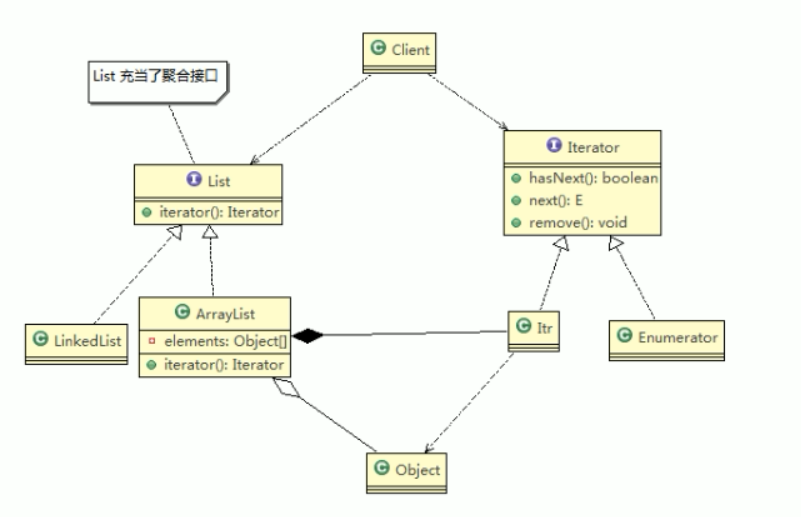 Client
List 充当了聚合接口
Iterator
hasNext(): boolean
next(): E
remove(): void
List
iterator(): Iterator
ArrayList
elements: Object[]
iterator(): Iterator
LinkedList
Itr
Enumerator
Object